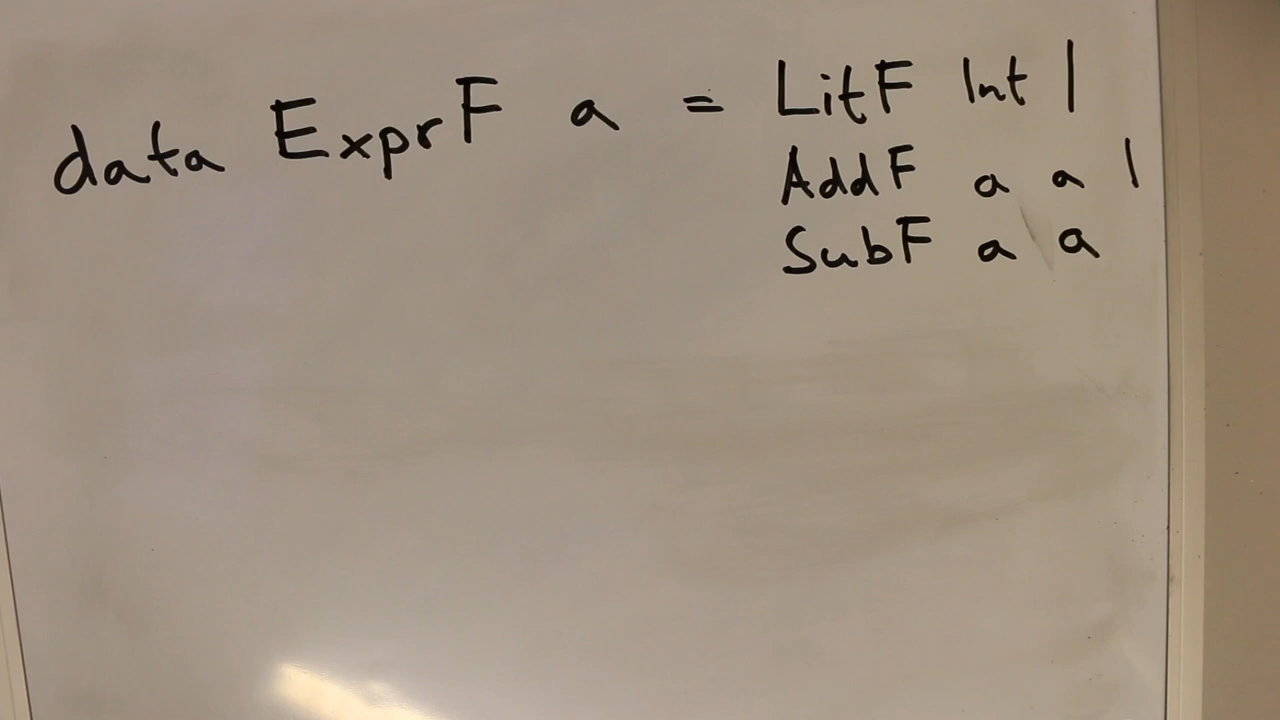 data ExprF a = LitF Int |
AddF a a |
SubF a a